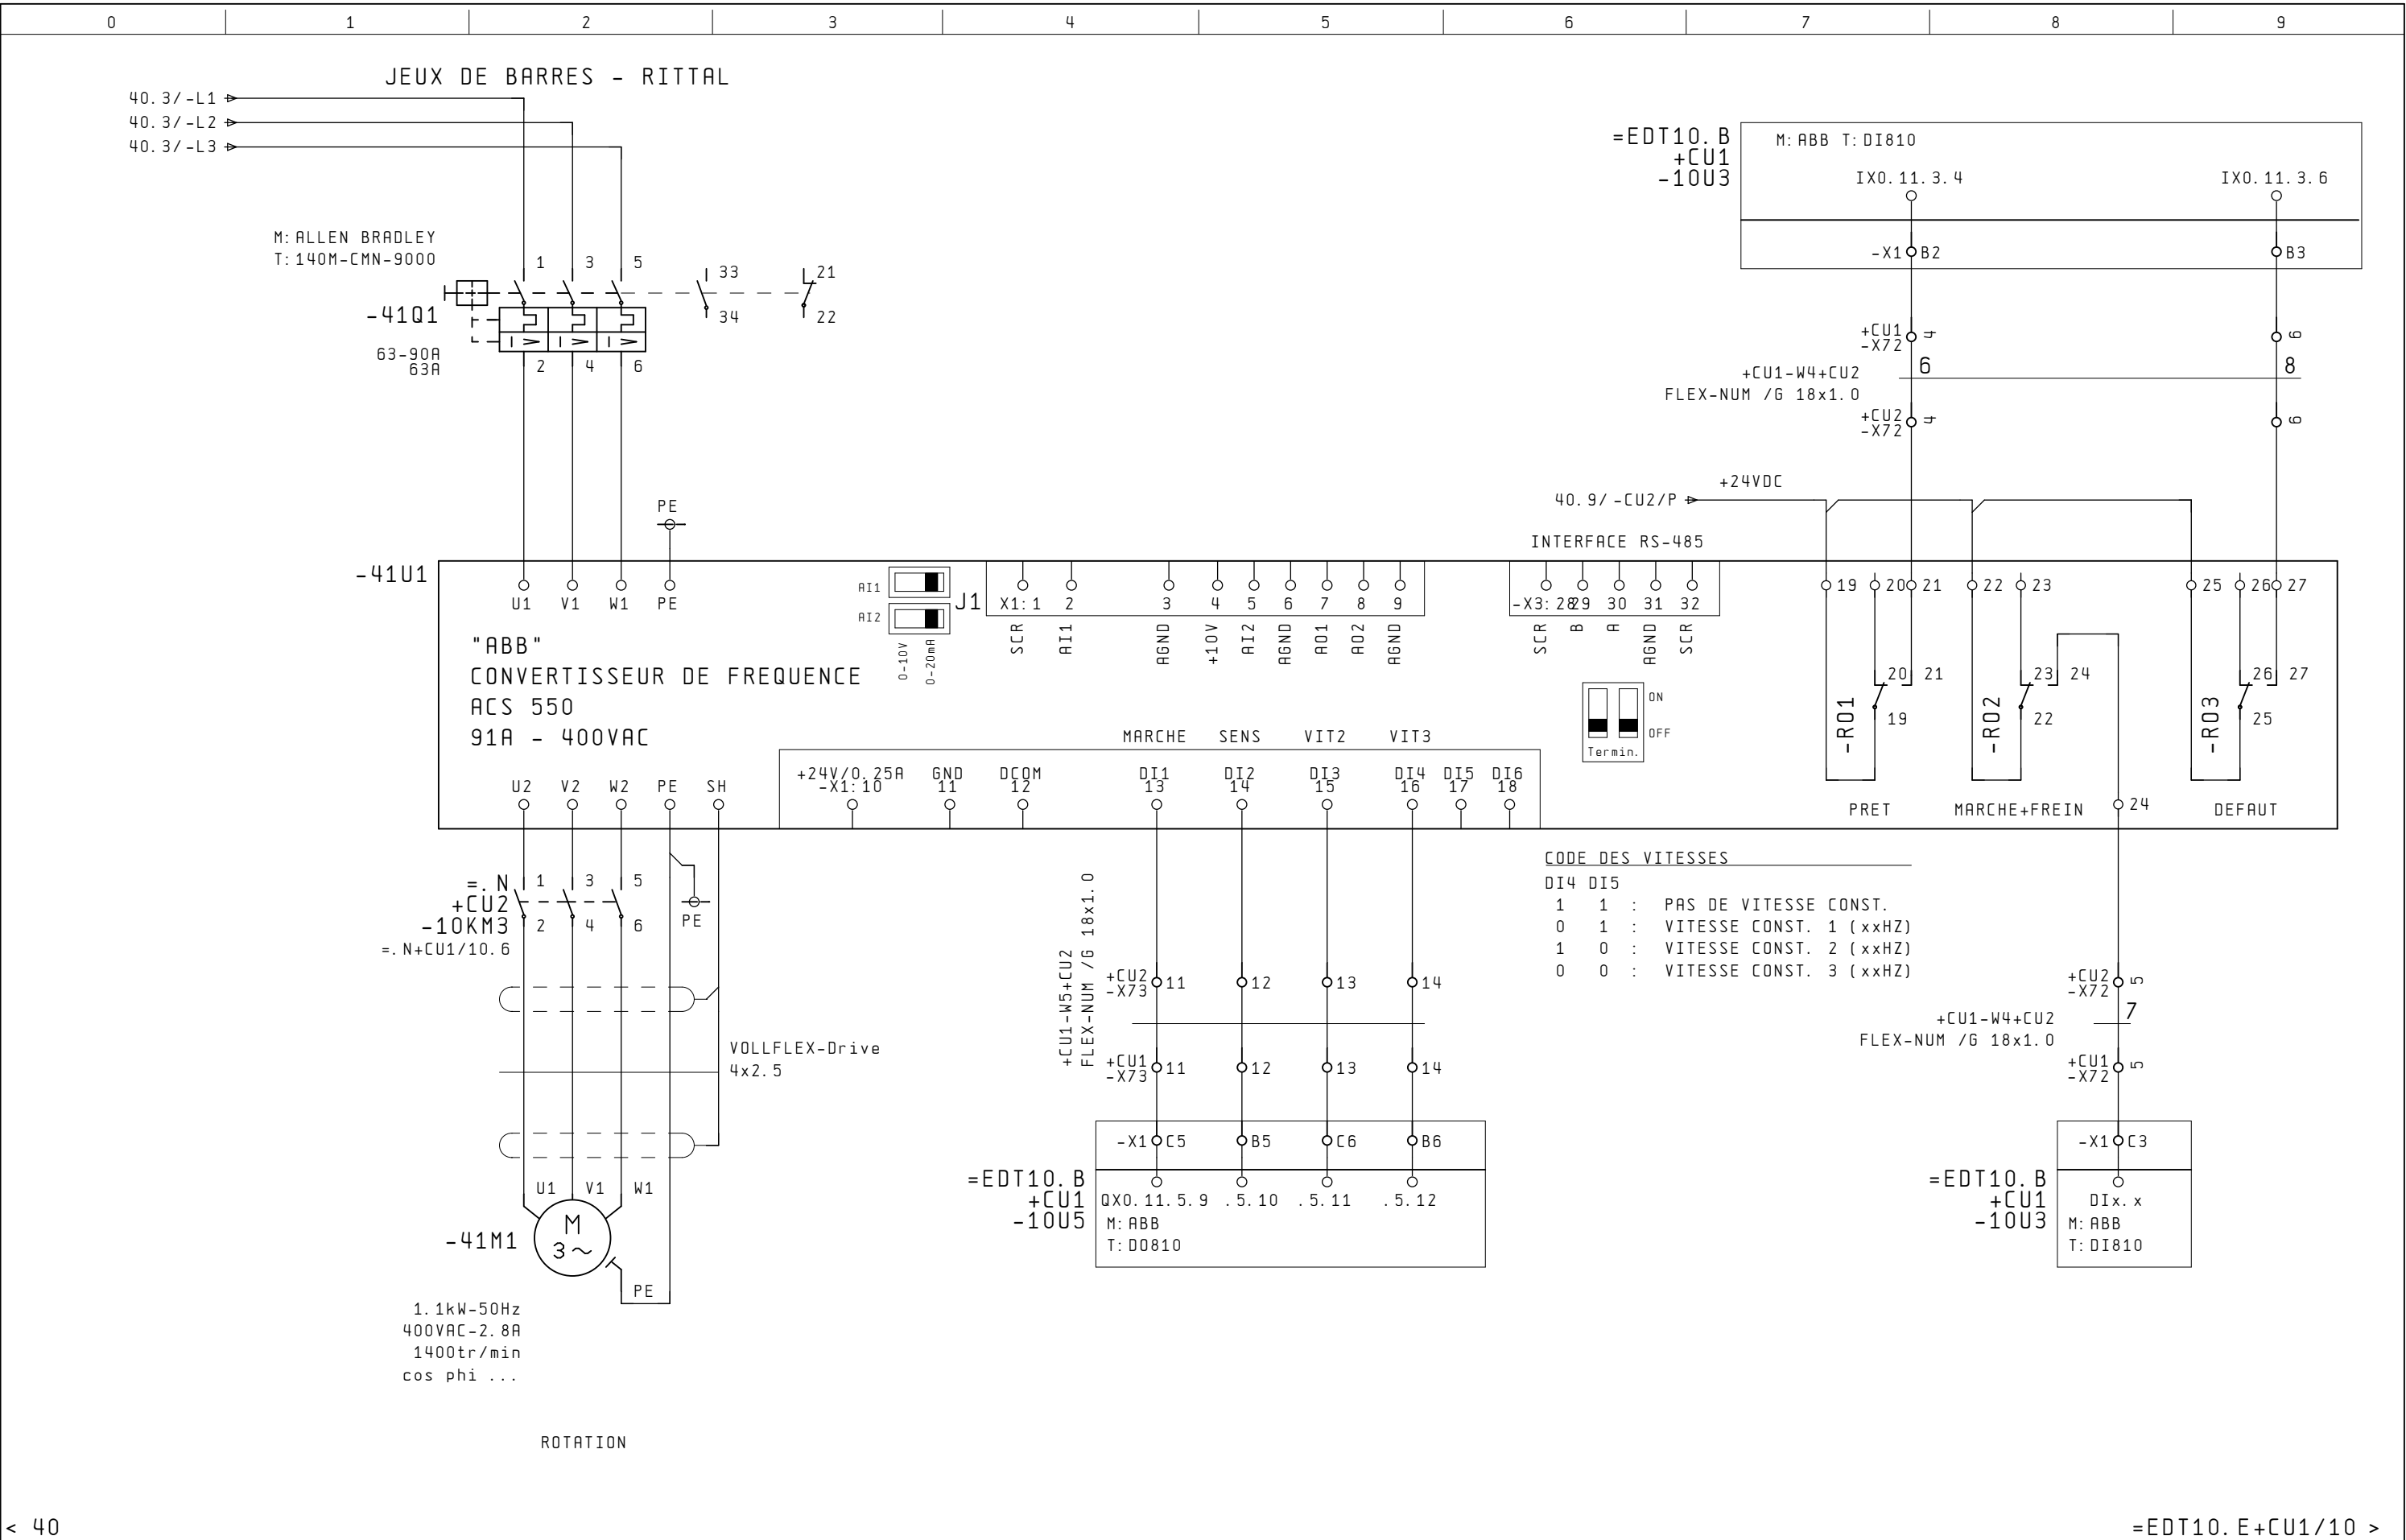 0 1 2 3 4 5 6 7 8 9
JEUX DE BARRES - RITTAL
40.3/-L1
40.3/-L2
40.3/-L3
M:ALLEN BRADLEY
T:140M-CMN-9000
-41Q1
63-90A
63A
1 3 5
33 21
34 22
I > I > I >
2 4 6
=EDT10.B
+CU1
-10U3
M:ABB T:DI810
IX0.11.3.4 IX0.11.3.6
-X1 B2 B3
+CU1
-X72
4 6
+CU1-W4+CU2
FLEX-NUM /G 18x1.0
6 8
+CU2
-X72
4 6
+24VDC
40.9/-CU2/P
PE
-41U1
U1 V1 W1 PE
"ABB"
CONVERTISSEUR DE FREQUENCE
ACS 550
91A - 400VAC
AI1
AI2
J1
0-10V
0-20mA
X1:1 2 3 4 5 6 7 8 9
SCR AI1 AGND +10V AI2 AGND AO1 AO2 AGND
INTERFACE RS-485
-X3:28 29 30 31 32
SCR B A AGND SCR
ON
OFF
Termin.
19 20 21 22 23 25 26 27
-RO1
20 21
19
-RO2
23 24
22
-RO3
26 27
25
PRET MARCHE+FREIN 24 DEFAUT
MARCHE SENS VIT2 VIT3
+24V/0.25A GND DCOM DI1 DI2 DI3 DI4 DI5 DI6
-X1:10 11 12 13 14 15 16 17 18
U2 V2 W2 PE SH
=.N
+CU2
-10KM3
=.N+CU1/10.6
1 3 5
2 4 6
PE
VOLLFLEX-Drive
4x2.5
U1 V1 W1
-41M1
M
3~
PE
1.1kW-50Hz
400VAC-2.8A
1400tr/min
cos phi ...
ROTATION
+CU1-W5+CU2
FLEX-NUM /G 18x1.0
+CU2
-X73
11 12 13 14
+CU1
-X73
11 12 13 14
-X1 C5 B5 C6 B6
=EDT10.B
+CU1
-10U5
QX0.11.5.9 .5.10 .5.11 .5.12
M:ABB
T:DO810
CODE DES VITESSES
DI4 DI5
1 1 : PAS DE VITESSE CONST.
0 1 : VITESSE CONST. 1 (xxHZ)
1 0 : VITESSE CONST. 2 (xxHZ)
0 0 : VITESSE CONST. 3 (xxHZ)
+CU2
-X72
5
+CU1-W4+CU2
FLEX-NUM /G 18x1.0
7
+CU1
-X72
5
-X1 C3
=EDT10.B
+CU1
-10U3
DIx.x
M:ABB
T:DI810
< 40
=EDT10.E+CU1/10 >